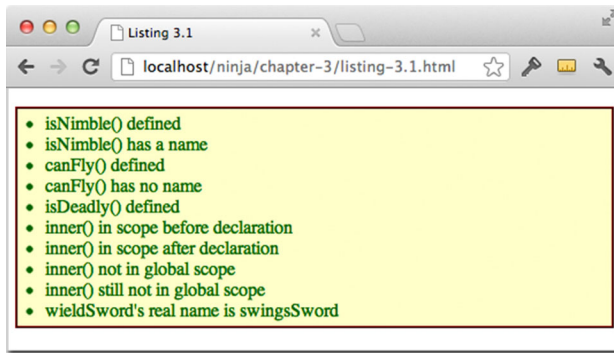 Listing 3.1
localhost/ninja/chapter-3/listing-3.1.html
isNimble() defined
isNimble() has a name
canFly() defined
canFly() has no name
isDeadly() defined
inner() in scope before declaration
inner() in scope after declaration
inner() not in global scope
inner() still not in global scope
wieldSword's real name is swingsSword